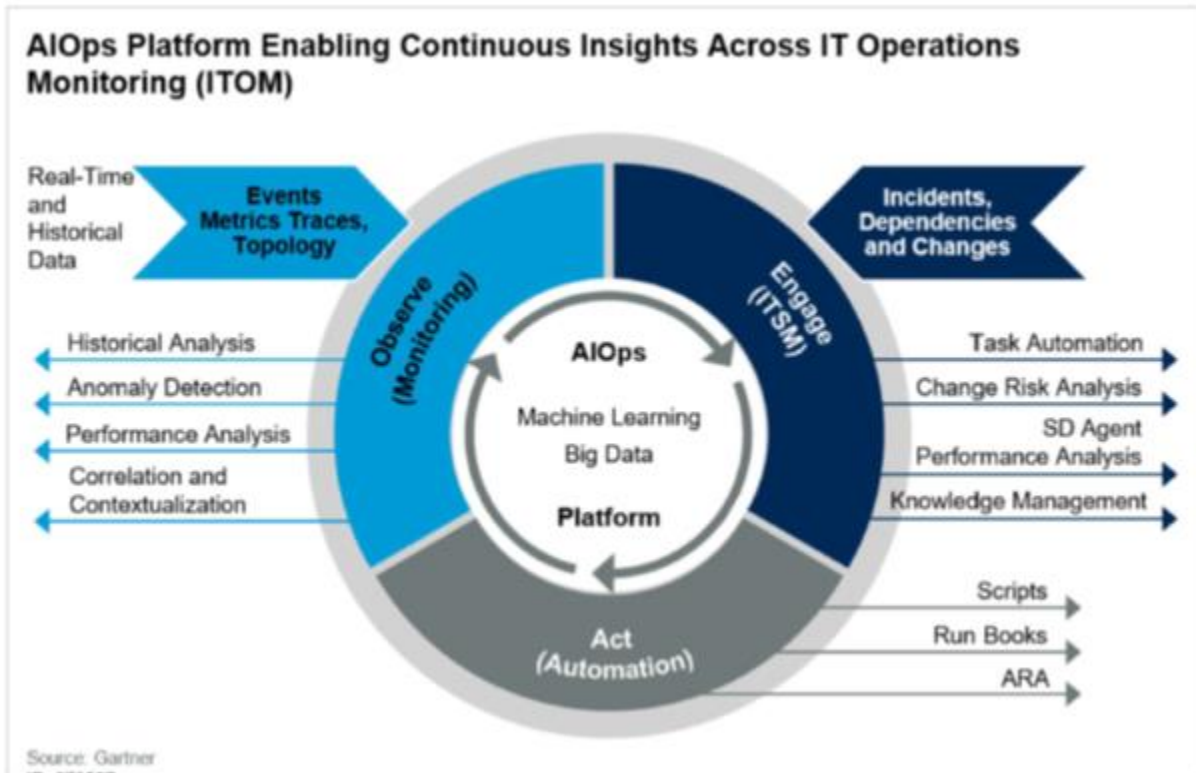 AIOps Platform Enabling Continuous Insights Across IT Operations
Monitoring (ITOM)
Real-Time
and
Historical
Data
Events
Metrics Traces,
Topology
Incidents,
Dependencies
and Changes
Observe
(Monitoring)
Engage
(ITSM)
AIOps
Machine Learning
Big Data
Platform
Act
(Automation)
Historical Analysis
Anomaly Detection
Performance Analysis
Correlation and
Contextualization
Task Automation
Change Risk Analysis
SD Agent
Performance Analysis
Knowledge Management
Scripts
Run Books
ARA
Source: Gartner